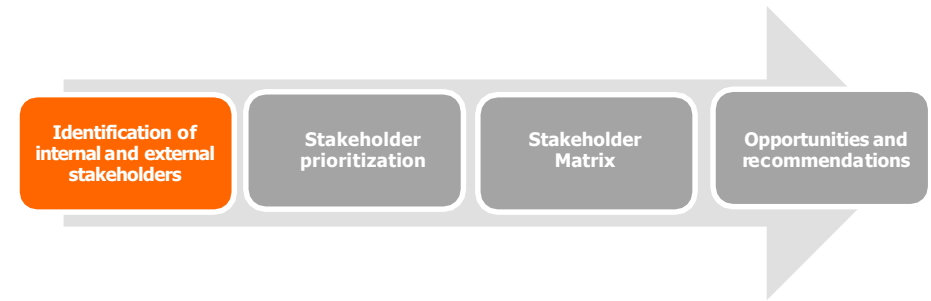 Identification of
internal and external
stakeholders
Stakeholder
prioritization
Stakeholder
Matrix
Opportunities and
recommendations